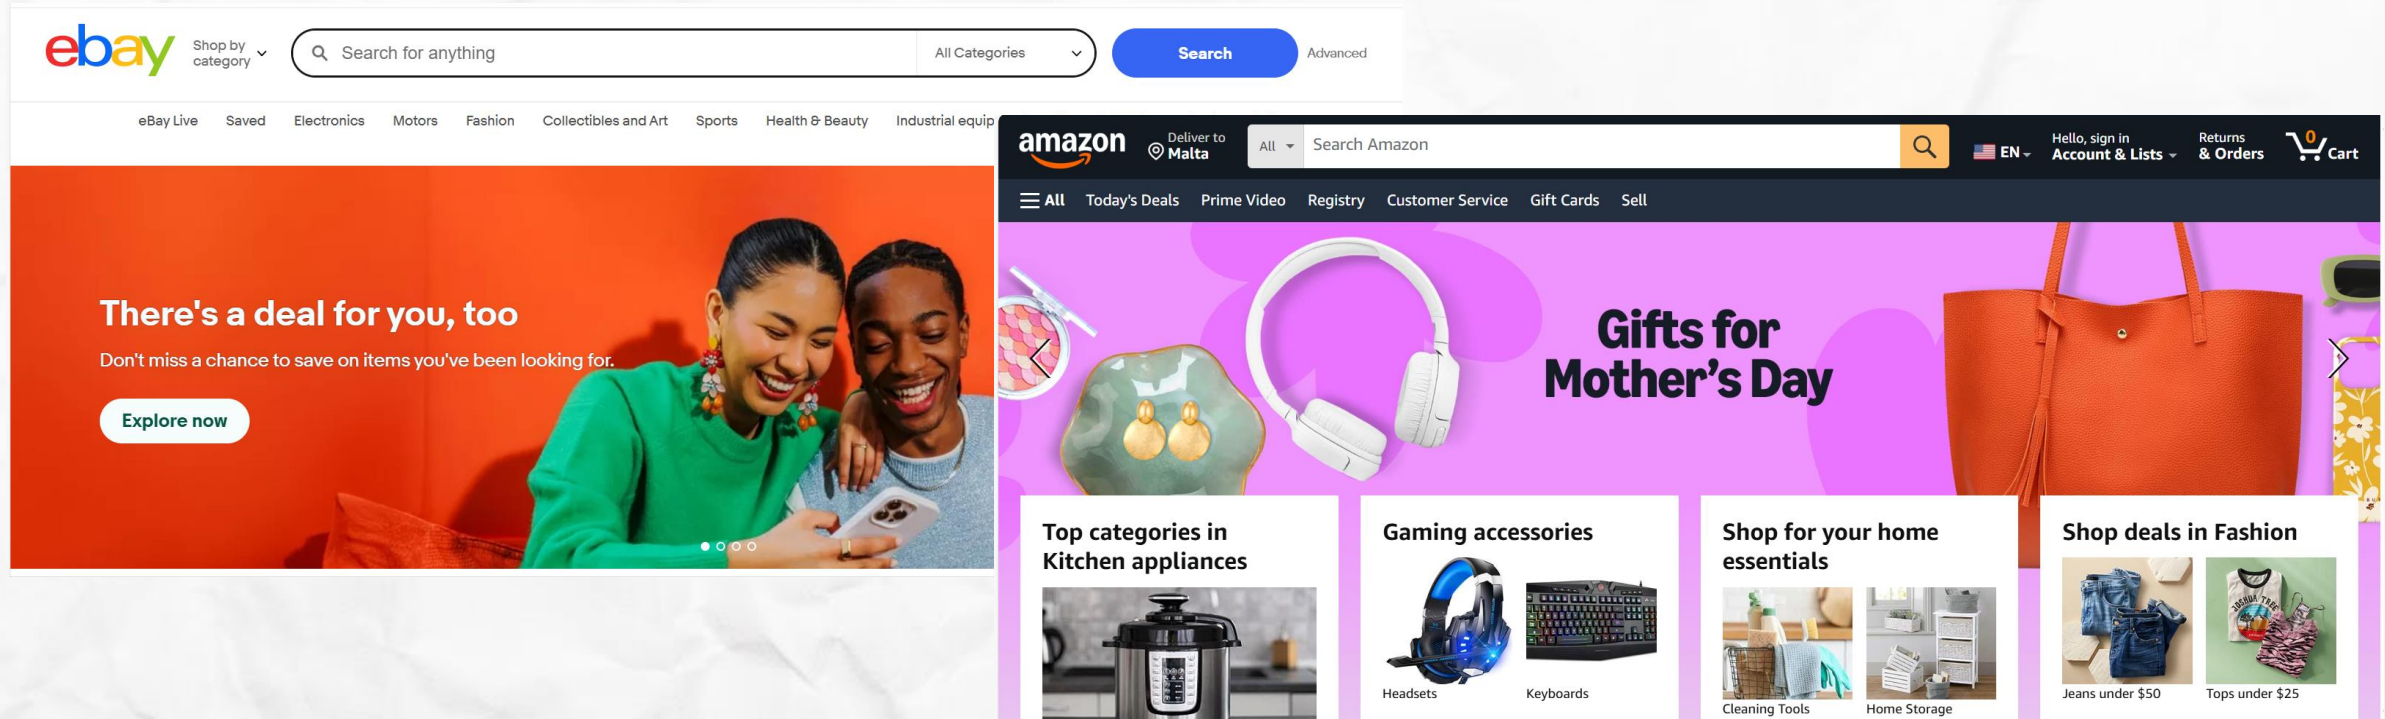 ebay
Shop by
category
Search for anything
All Categories
Search
Advanced
eBay Live Saved Electronics Motors Fashion Collectibles and Art Sports Health & Beauty Industrial equip
There's a deal for you, too
Don't miss a chance to save on items you've been looking for.
Explore now
amazon
Deliver to
Malta
All
Search Amazon
EN
Hello, sign in
Account & Lists
Returns
& Orders
0
Cart
All Today's Deals Prime Video Registry Customer Service Gift Cards Sell
Gifts for
Mother's Day
Top categories in
Kitchen appliances
Gaming accessories
Headsets
Keyboards
Shop for your home
essentials
Cleaning Tools
Home Storage
Shop deals in Fashion
JOSHUA TREE
Jeans under $50
Tops under $25